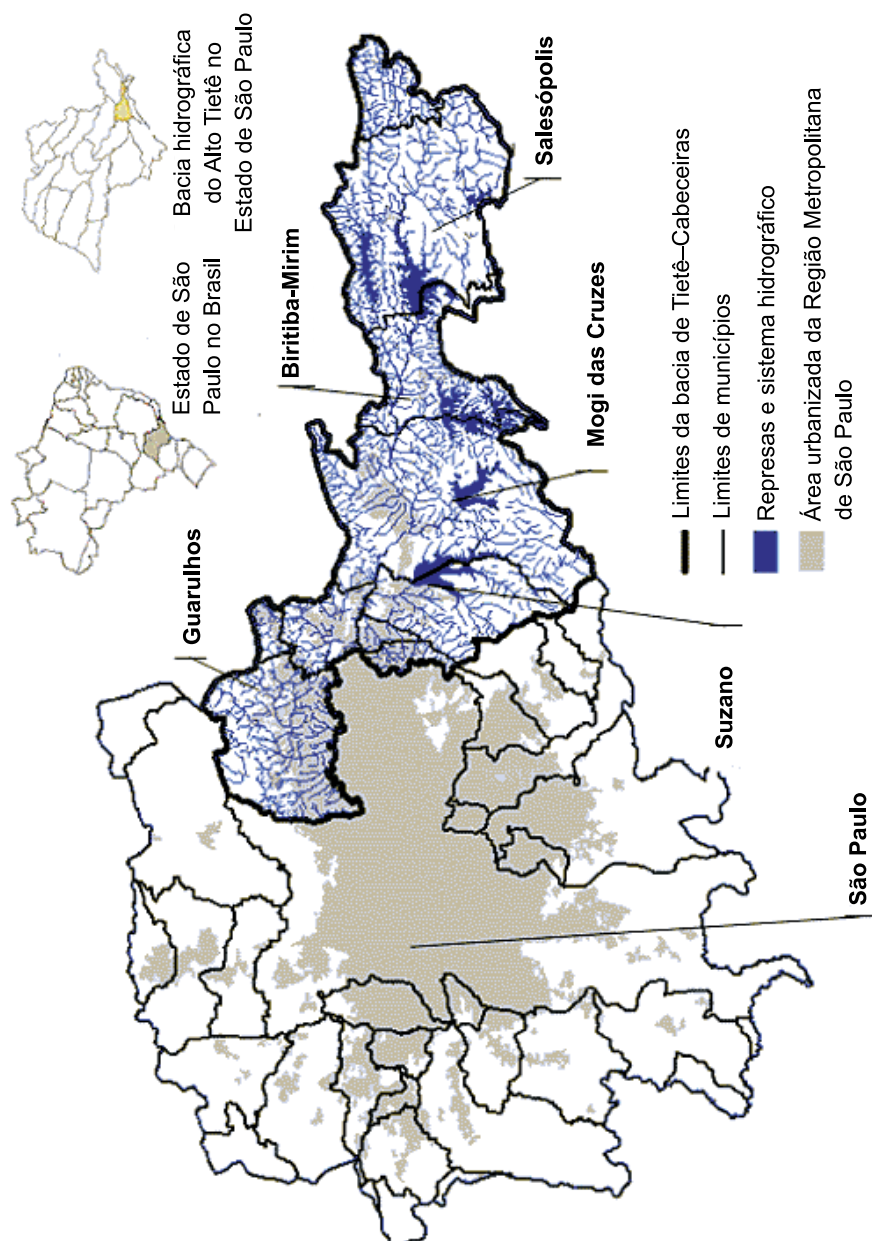 Estado de São
Paulo no Brasil
Bacia hidrográfica
do Alto Tietê no
Estado de São Paulo
Guarulhos
Biritiba-Mirim
Salesópolis
Mogi das Cruzes
Suzano
São Paulo
Limites da bacia de Tietê–Cabeceiras
Limites de municípios
Represas e sistema hidrográfico
Área urbanizada da Região Metropolitana
de São Paulo